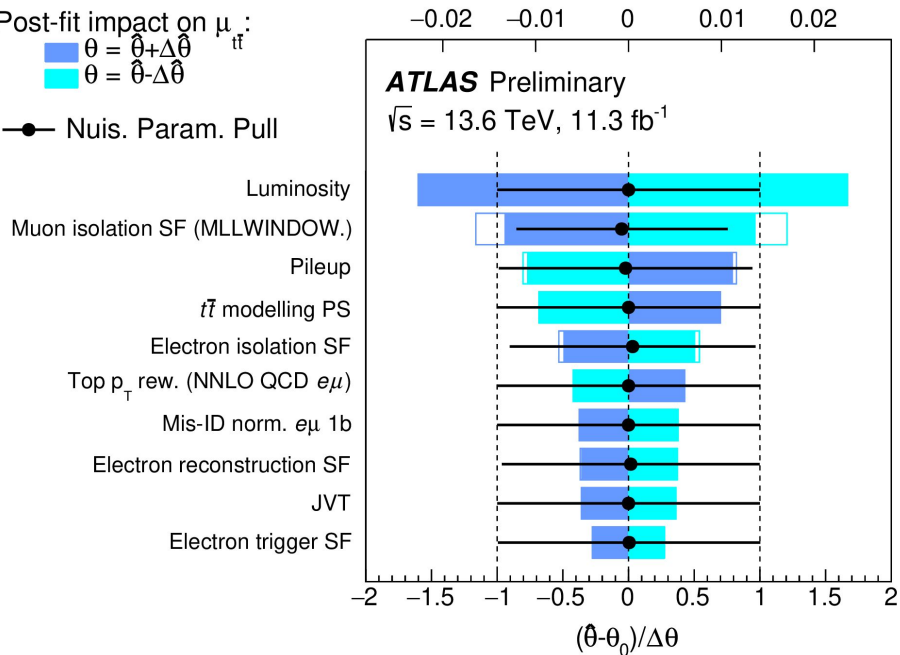 Post-fit impact on μtt̄:
θ = θ̂+Δθ̂
θ = θ̂-Δθ̂
Nuis. Param. Pull
−0.02 −0.01 0 0.01 0.02
ATLAS Preliminary
√s = 13.6 TeV, 11.3 fb⁻¹
Luminosity
Muon isolation SF (MLLWINDOW.)
Pileup
tt̄ modelling PS
Electron isolation SF
Top pT rew. (NNLO QCD eμ)
Mis-ID norm. eμ 1b
Electron reconstruction SF
JVT
Electron trigger SF
−2 −1.5 −1 −0.5 0 0.5 1 1.5 2
(θ̂-θ₀)/Δθ